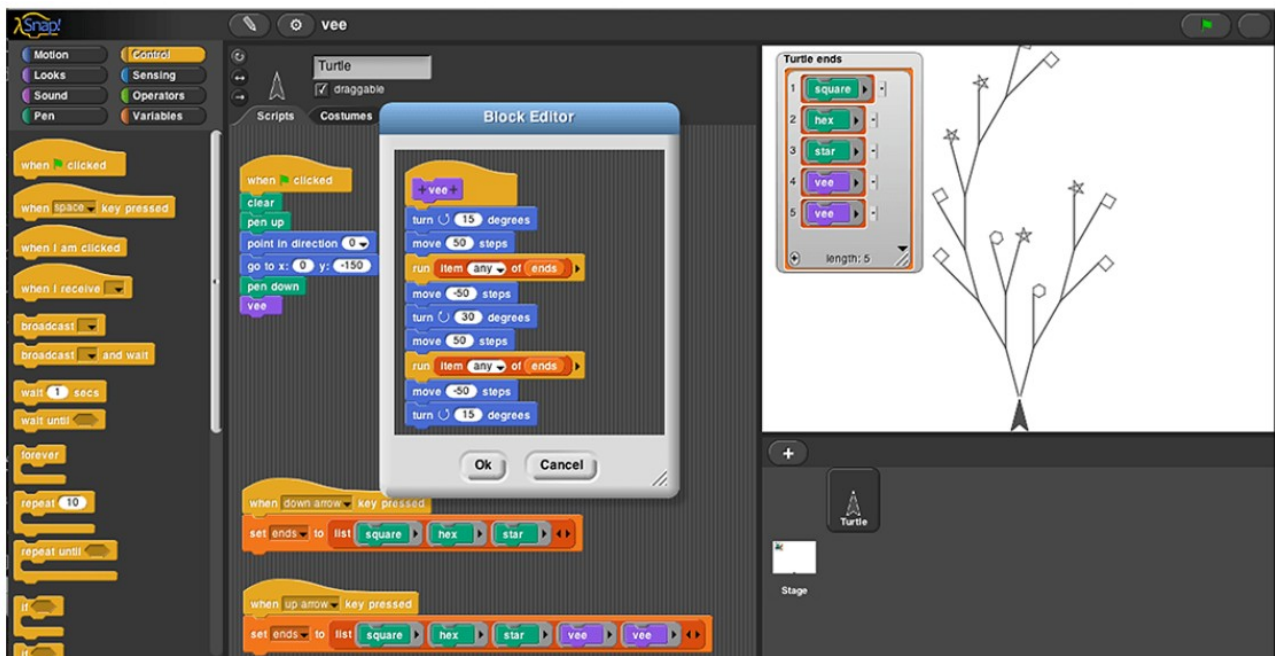 λSnap!
vee
Motion Control
Looks Sensing
Sound Operators
Pen Variables
when clicked
when space key pressed
when I am clicked
when I receive
broadcast
broadcast and wait
wait 1 secs
wait until
forever
repeat 10
repeat until
if
if
Turtle
draggable
Scripts Costumes
when clicked
clear
pen up
point in direction 0
go to x: 0 y: -150
pen down
vee
when down arrow key pressed
set ends to list square hex star
when up arrow key pressed
set ends to list square hex star vee vee
Block Editor
+ vee +
turn 15 degrees
move 50 steps
run item any of ends
move -50 steps
turn 30 degrees
move 50 steps
run item any of ends
move -50 steps
turn 15 degrees
Ok Cancel
Turtle ends
1 square
2 hex
3 star
4 vee
5 vee
length: 5
Turtle
Stage